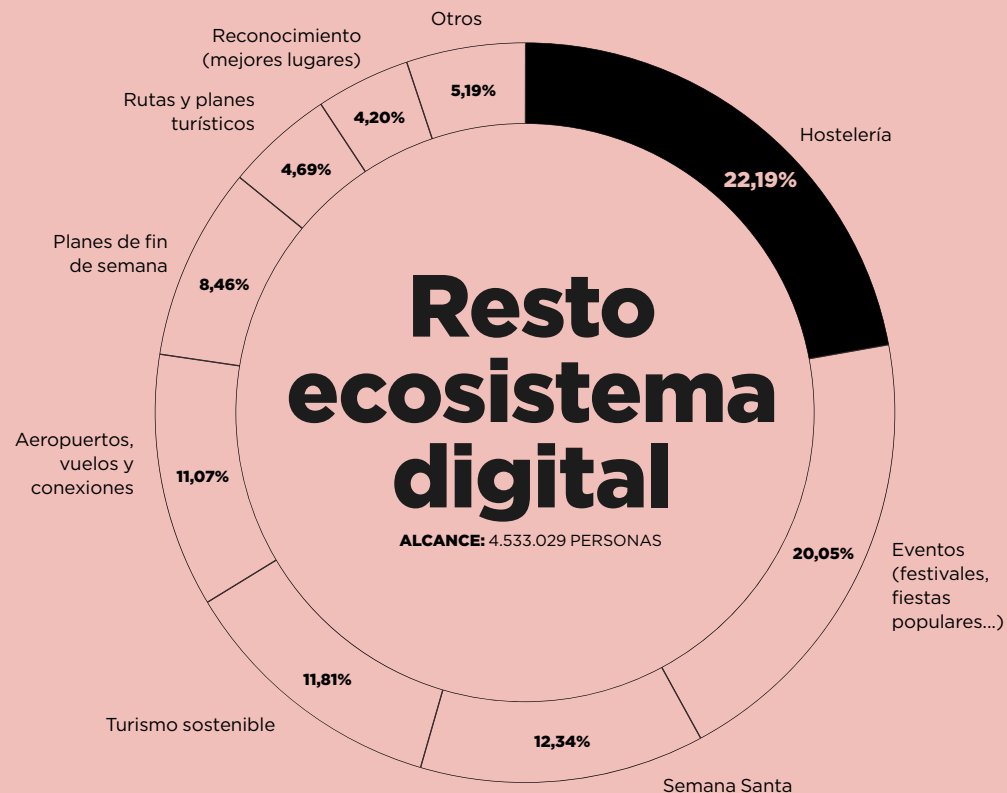 Otros
5,19%
Hostelería
22,19%
Eventos
(festivales,
fiestas
populares...)
20,05%
Semana Santa
12,34%
Turismo sostenible
11,81%
Aeropuertos,
vuelos y
conexiones
11,07%
Planes de fin
de semana
8,46%
Rutas y planes
turísticos
4,69%
Reconocimiento
(mejores lugares)
4,20%
Resto
ecosistema
digital
ALCANCE: 4.533.029 PERSONAS